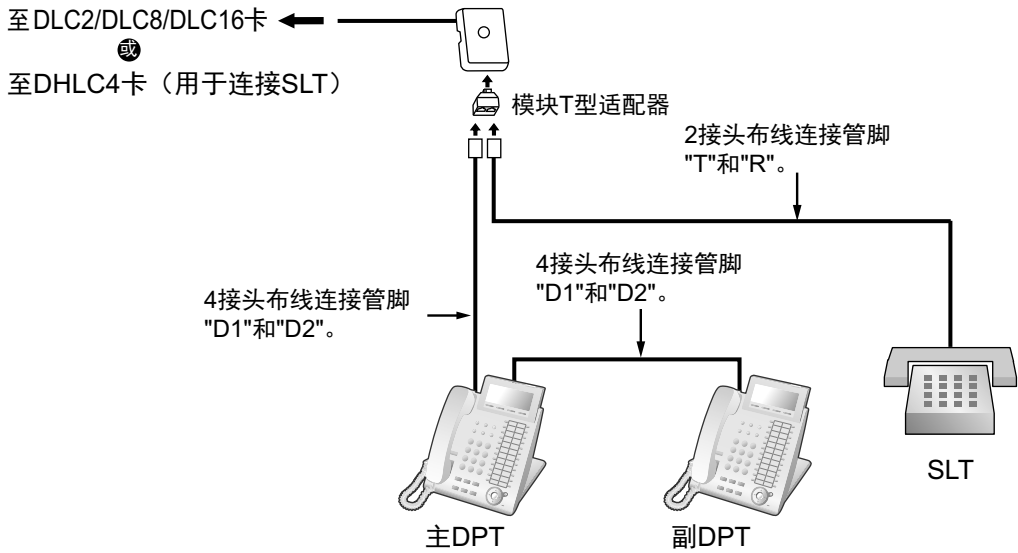 至DLC2/DLC8/DLC16卡
或
至DHLC4卡（用于连接SLT）
模块T型适配器
2接头布线连接管脚
"T"和"R"。
4接头布线连接管脚
"D1"和"D2"。
4接头布线连接管脚
"D1"和"D2"。
SLT
主DPT
副DPT